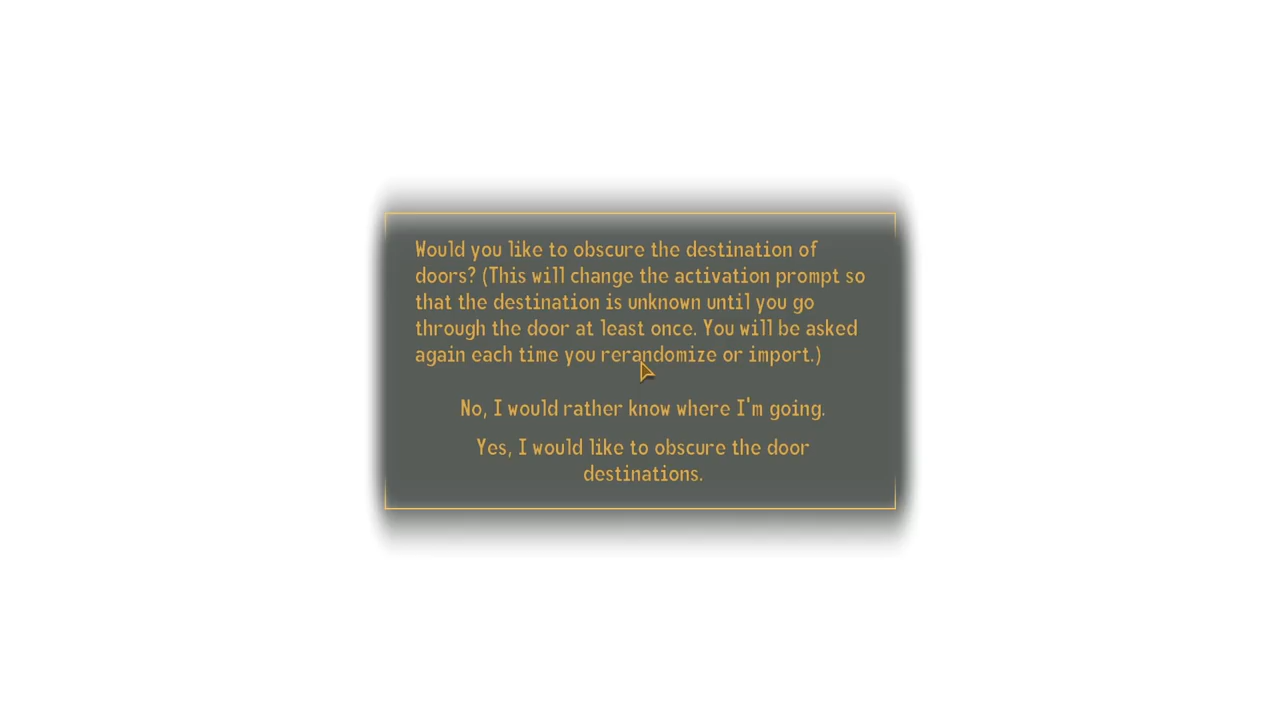 Would you like to obscure the destination of
doors? (This will change the activation prompt so
that the destination is unknown until you go
through the door at least once. You will be asked
again each time you rerandomize or import.)
No, I would rather know where I'm going.
Yes, I would like to obscure the door
destinations.